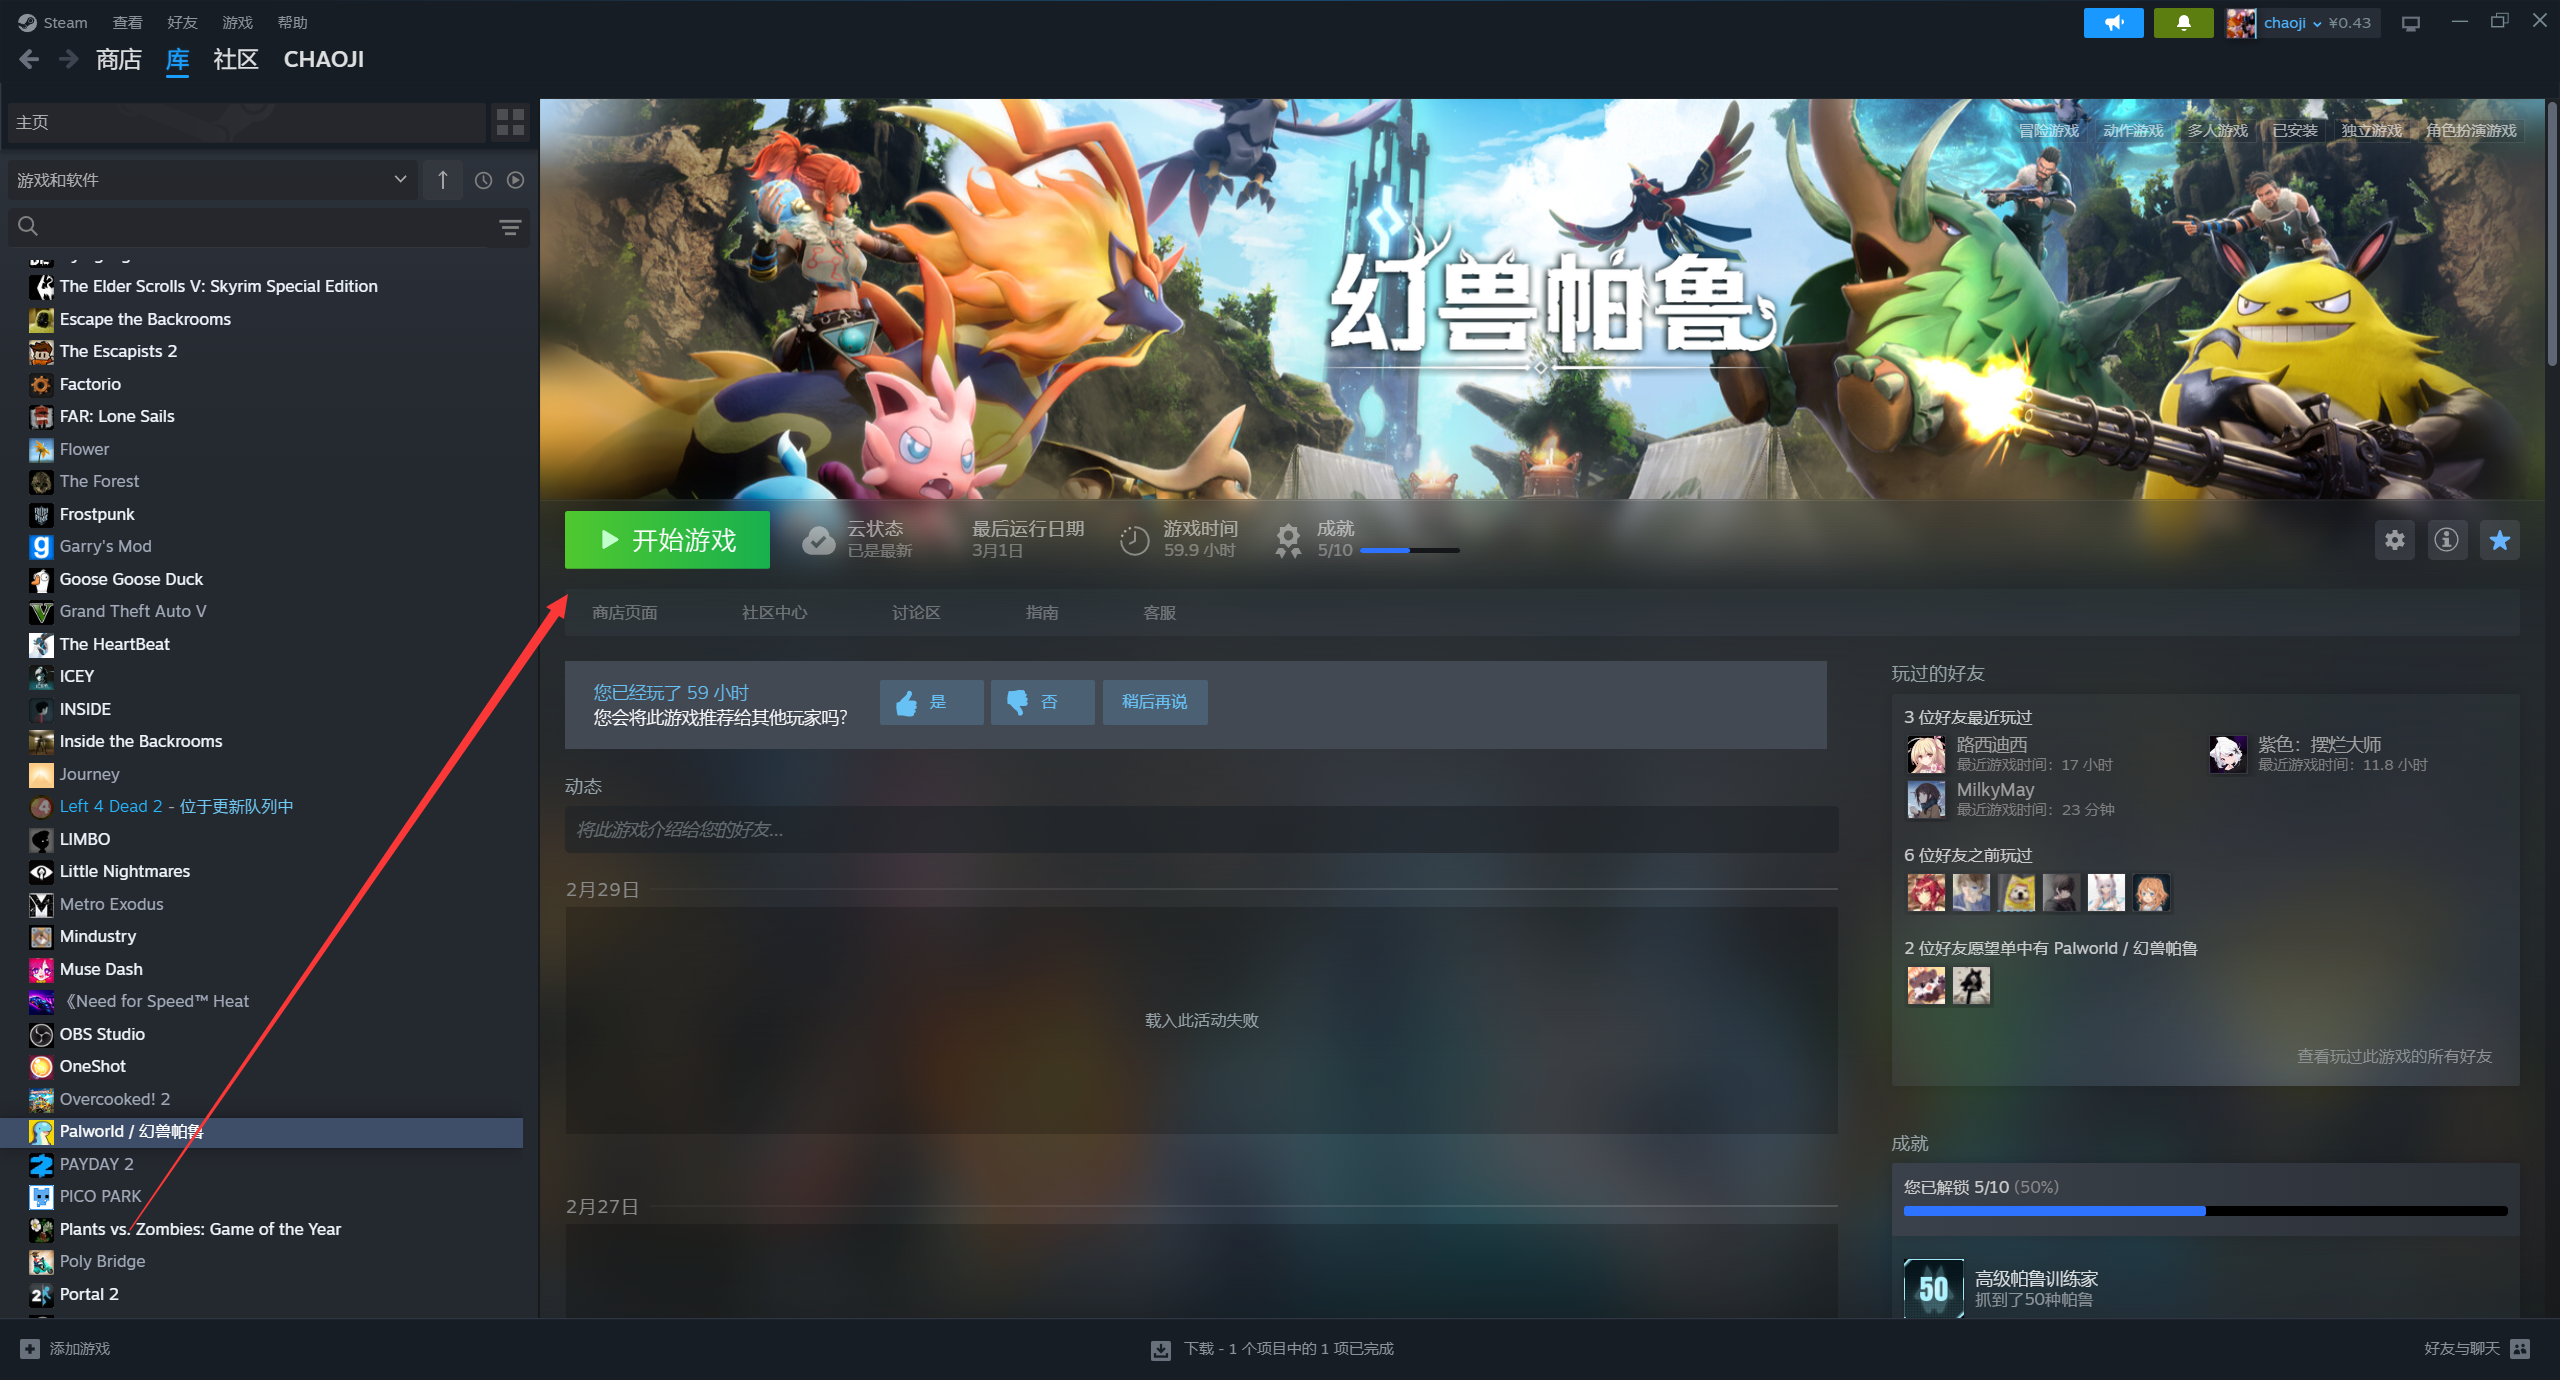 Steam 查看 好友 游戏 帮助
chaoji ¥0.43
商店 库 社区 CHAOJI
主页
游戏和软件
The Elder Scrolls V: Skyrim Special Edition
Escape the Backrooms
The Escapists 2
Factorio
FAR: Lone Sails
Flower
The Forest
Frostpunk
Garry's Mod
Goose Goose Duck
Grand Theft Auto V
The HeartBeat
ICEY
INSIDE
Inside the Backrooms
Journey
Left 4 Dead 2 - 位于更新队列中
LIMBO
Little Nightmares
Metro Exodus
Mindustry
Muse Dash
《Need for Speed™ Heat
OBS Studio
OneShot
Overcooked! 2
Palworld / 幻兽帕鲁
PAYDAY 2
PICO PARK
Plants vs. Zombies: Game of the Year
Poly Bridge
Portal 2
冒险游戏 动作游戏 多人游戏 已安装 独立游戏 角色扮演游戏
幻兽帕鲁
开始游戏
云状态
已是最新
最后运行日期
3月1日
游戏时间
59.9 小时
成就
5/10
商店页面 社区中心 讨论区 指南 客服
您已经玩了 59 小时
您会将此游戏推荐给其他玩家吗?
是 否 稍后再说
动态
将此游戏介绍给您的好友...
2月29日
载入此活动失败
2月27日
玩过的好友
3 位好友最近玩过
路西迪西
最近游戏时间: 17 小时
紫色: 摆烂大师
最近游戏时间: 11.8 小时
MilkyMay
最近游戏时间: 23 分钟
6 位好友之前玩过
2 位好友愿望单中有 Palworld / 幻兽帕鲁
查看玩过此游戏的所有好友
成就
您已解锁 5/10 (50%)
50
高级帕鲁训练家
抓到了50种帕鲁
添加游戏
下载 - 1 个项目中的 1 项已完成
好友与聊天